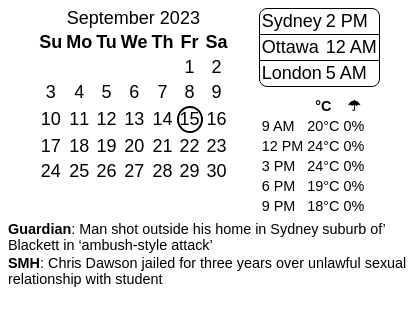 September 2023
Su Mo Tu We Th Fr Sa
1 2
3 4 5 6 7 8 9
10 11 12 13 14 15 16
17 18 19 20 21 22 23
24 25 26 27 28 29 30
Sydney 2 PM
Ottawa 12 AM
London 5 AM
°C ☂
9 AM 20°C 0%
12 PM 24°C 0%
3 PM 24°C 0%
6 PM 19°C 0%
9 PM 18°C 0%
Guardian: Man shot outside his home in Sydney suburb of’
Blackett in ‘ambush-style attack’
SMH: Chris Dawson jailed for three years over unlawful sexual
relationship with student